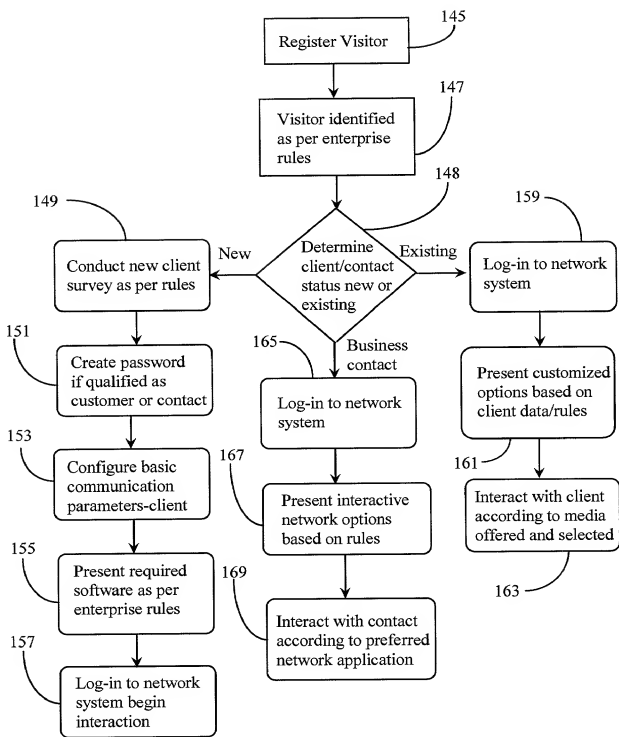 145
Register Visitor
147
Visitor identified
as per enterprise
rules
148
159
149
New
Determine
client/contact
status new or
existing
Existing
Conduct new client
survey as per rules
Log-in to network
system
151
Create password
if qualified as
customer or contact
Business
contact
165
Log-in to network
system
Present customized
options based on
client data/rules
153
161
Configure basic
communication
parameters-client
167
Present interactive
network options
based on rules
Interact with client
according to media
offered and selected
155
163
Present required
software as per
enterprise rules
169
Interact with contact
according to preferred
network application
157
Log-in to network
system begin
interaction